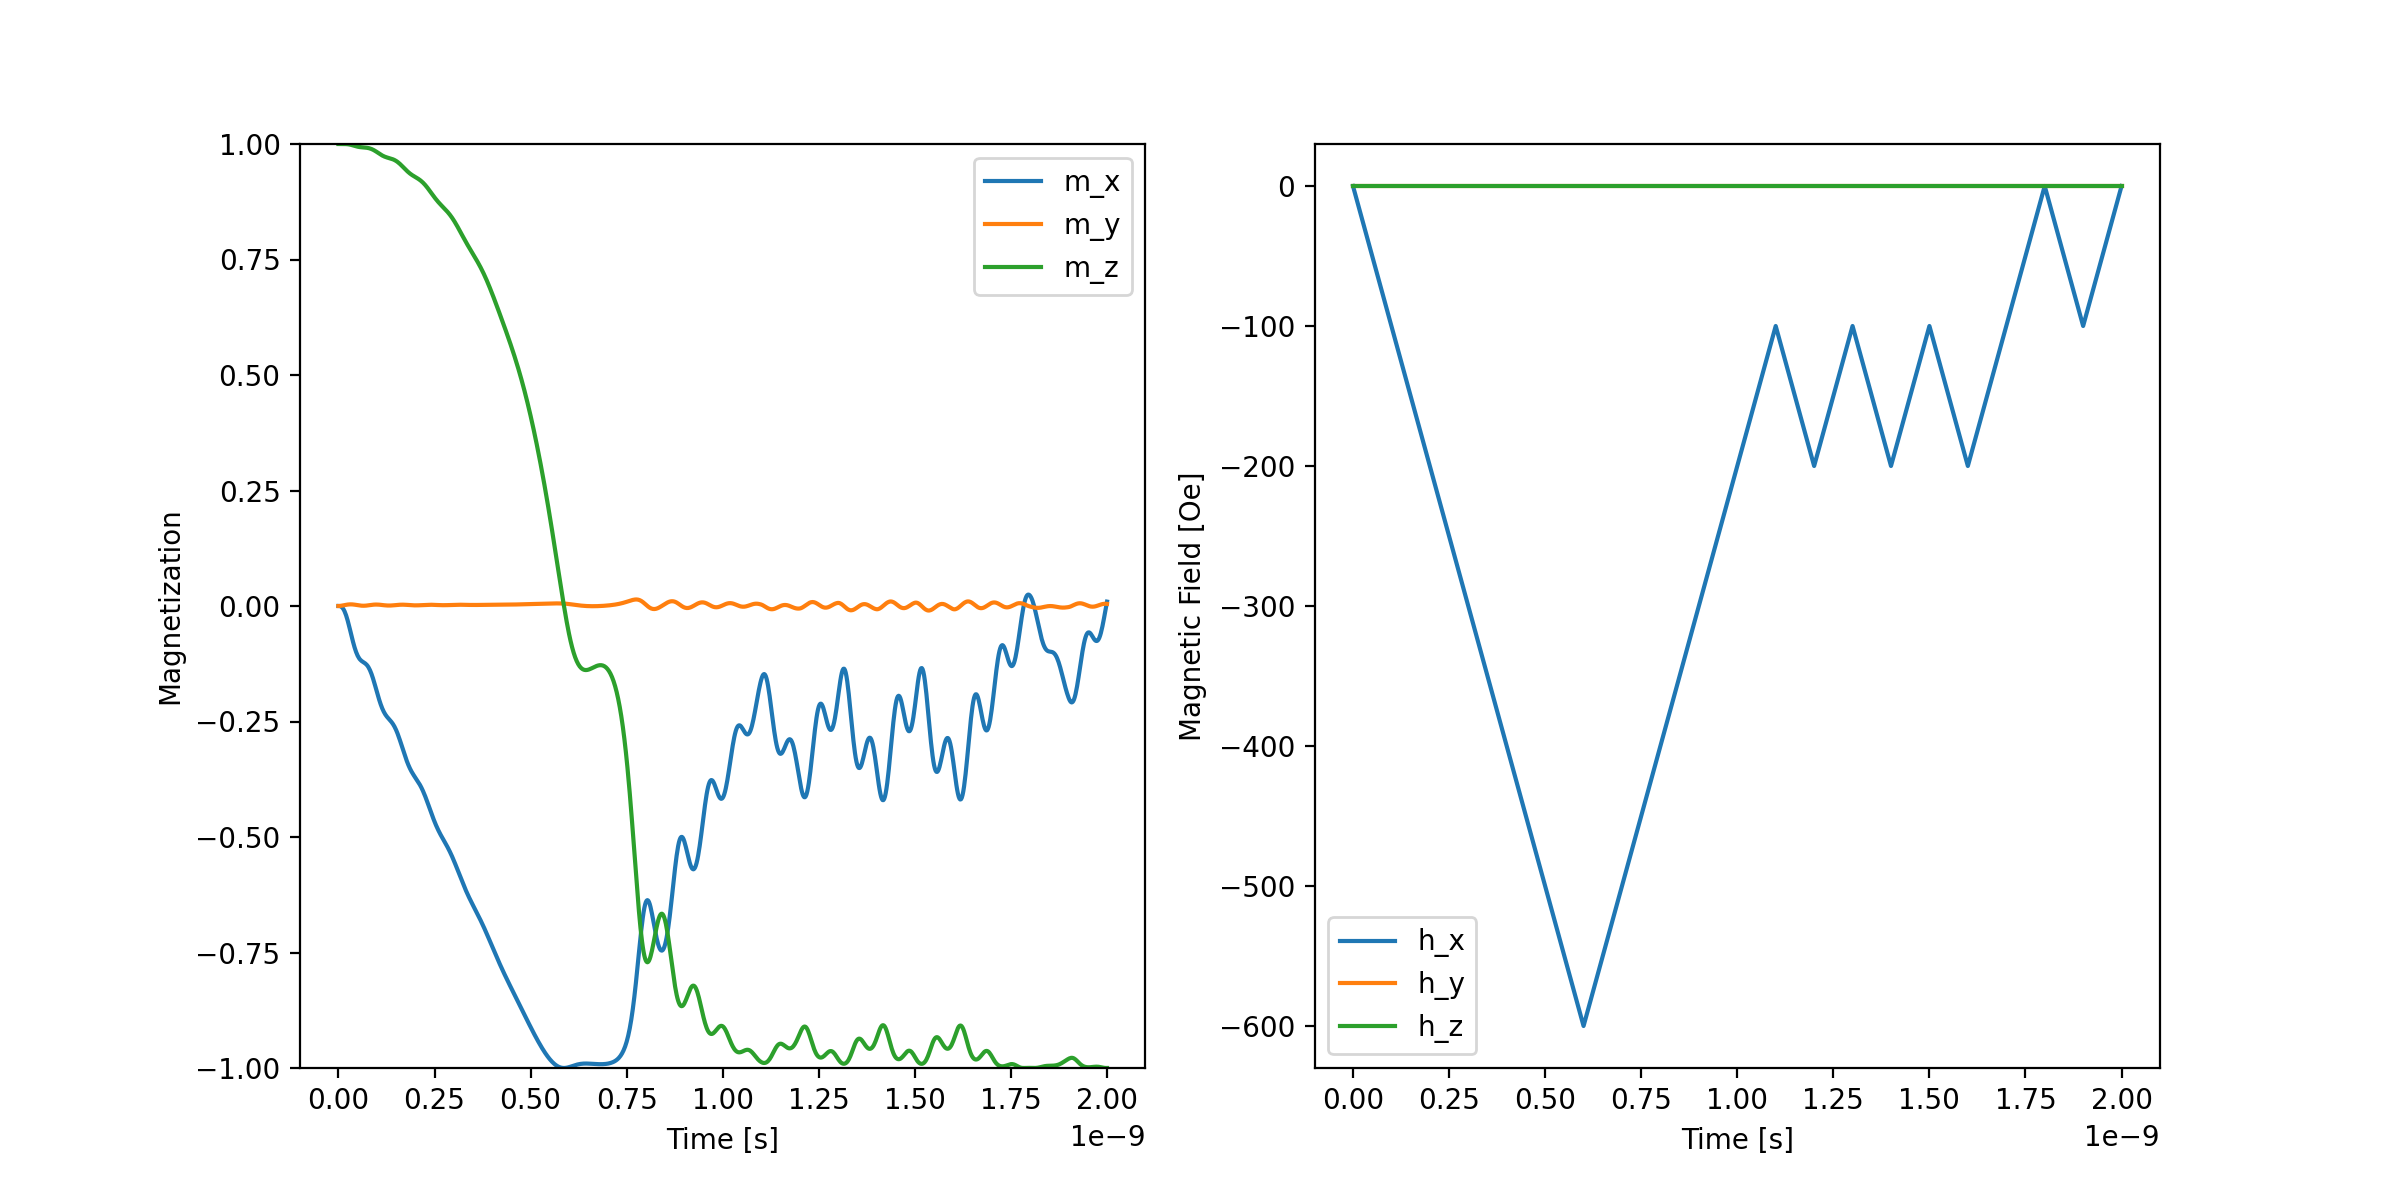 1.00
0.75
0.50
0.25
0.00
−0.25
−0.50
−0.75
−1.00
Magnetization
m_x
m_y
m_z
0.00 0.25 0.50 0.75 1.00 1.25 1.50 1.75 2.00
Time [s]
1e−9
0
−100
−200
−300
−400
−500
−600
Magnetic Field [Oe]
h_x
h_y
h_z
0.00 0.25 0.50 0.75 1.00 1.25 1.50 1.75 2.00
Time [s]
1e−9